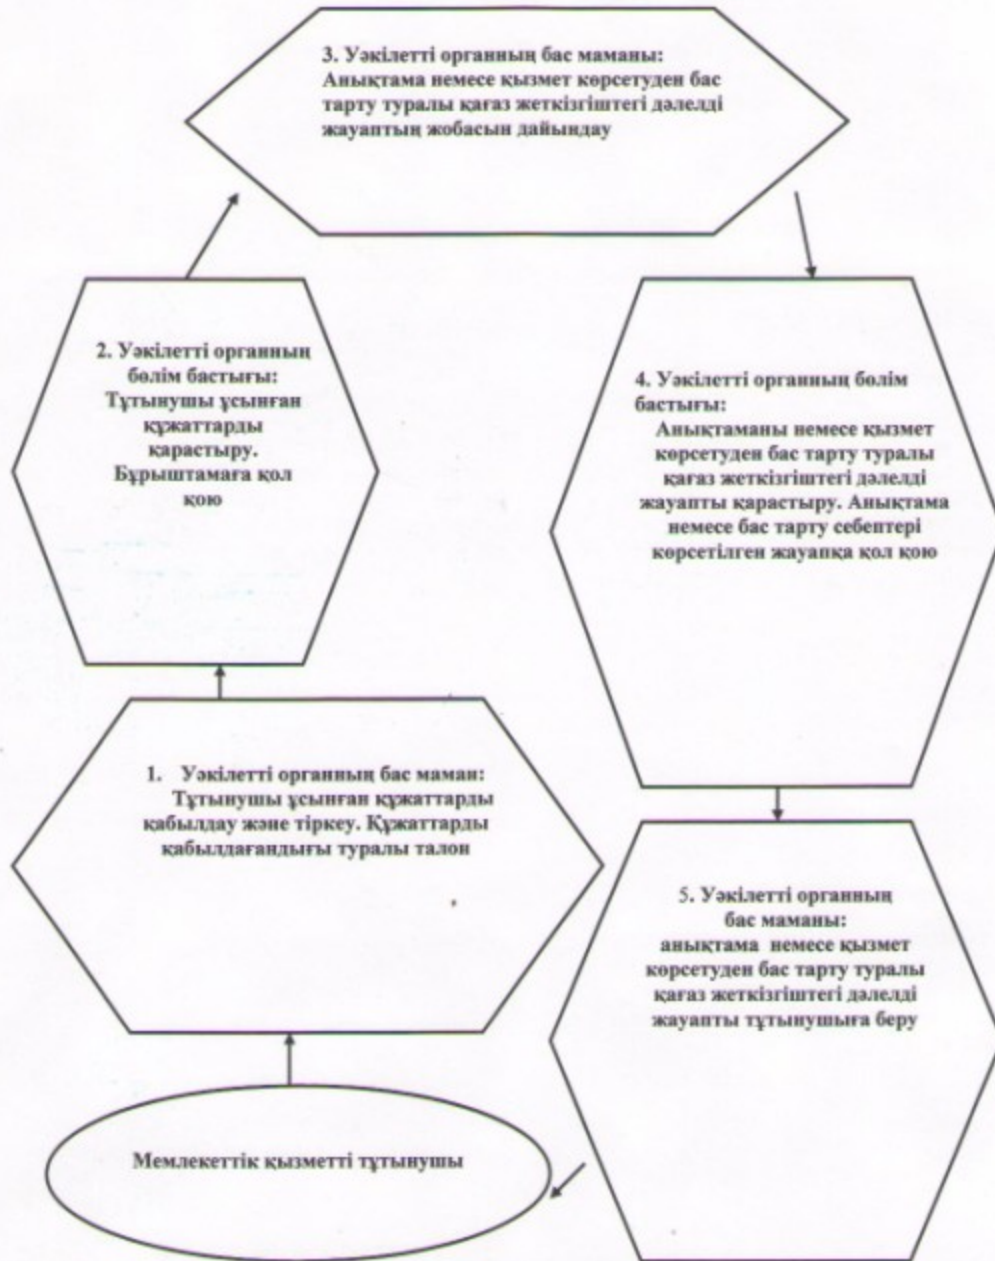 3. Уәкілетті органның бас маманы:
Анықтама немесе қызмет көрсетуден бас
тарту туралы қағаз жеткізгіштегі дәлелді
жауаптың жобасын дайындау
2. Уәкілетті органның
бөлім бастығы:
Тұтынушы ұсынған
құжаттарды
қарастыру.
Бұрыштамаға қол
қою
4. Уәкілетті органның бөлім
бастығы:
Анықтаманы немесе қызмет
көрсетуден бас тарту туралы
қағаз жеткізгіштегі дәлелді
жауапты қарастыру. Анықтама
немесе бас тарту себептері
көрсетілген жауапқа қол қою
1. Уәкілетті органның бас маман:
Тұтынушы ұсынған құжаттарды
қабылдау және тіркеу. Құжаттарды
қабылдағандығы туралы талон
5. Уәкілетті органның
бас маманы:
анықтама немесе қызмет
көрсетуден бас тарту туралы
қағаз жеткізгіштегі дәлелді
жауапты тұтынушыға беру
Мемлекеттік қызметті тұтынушы